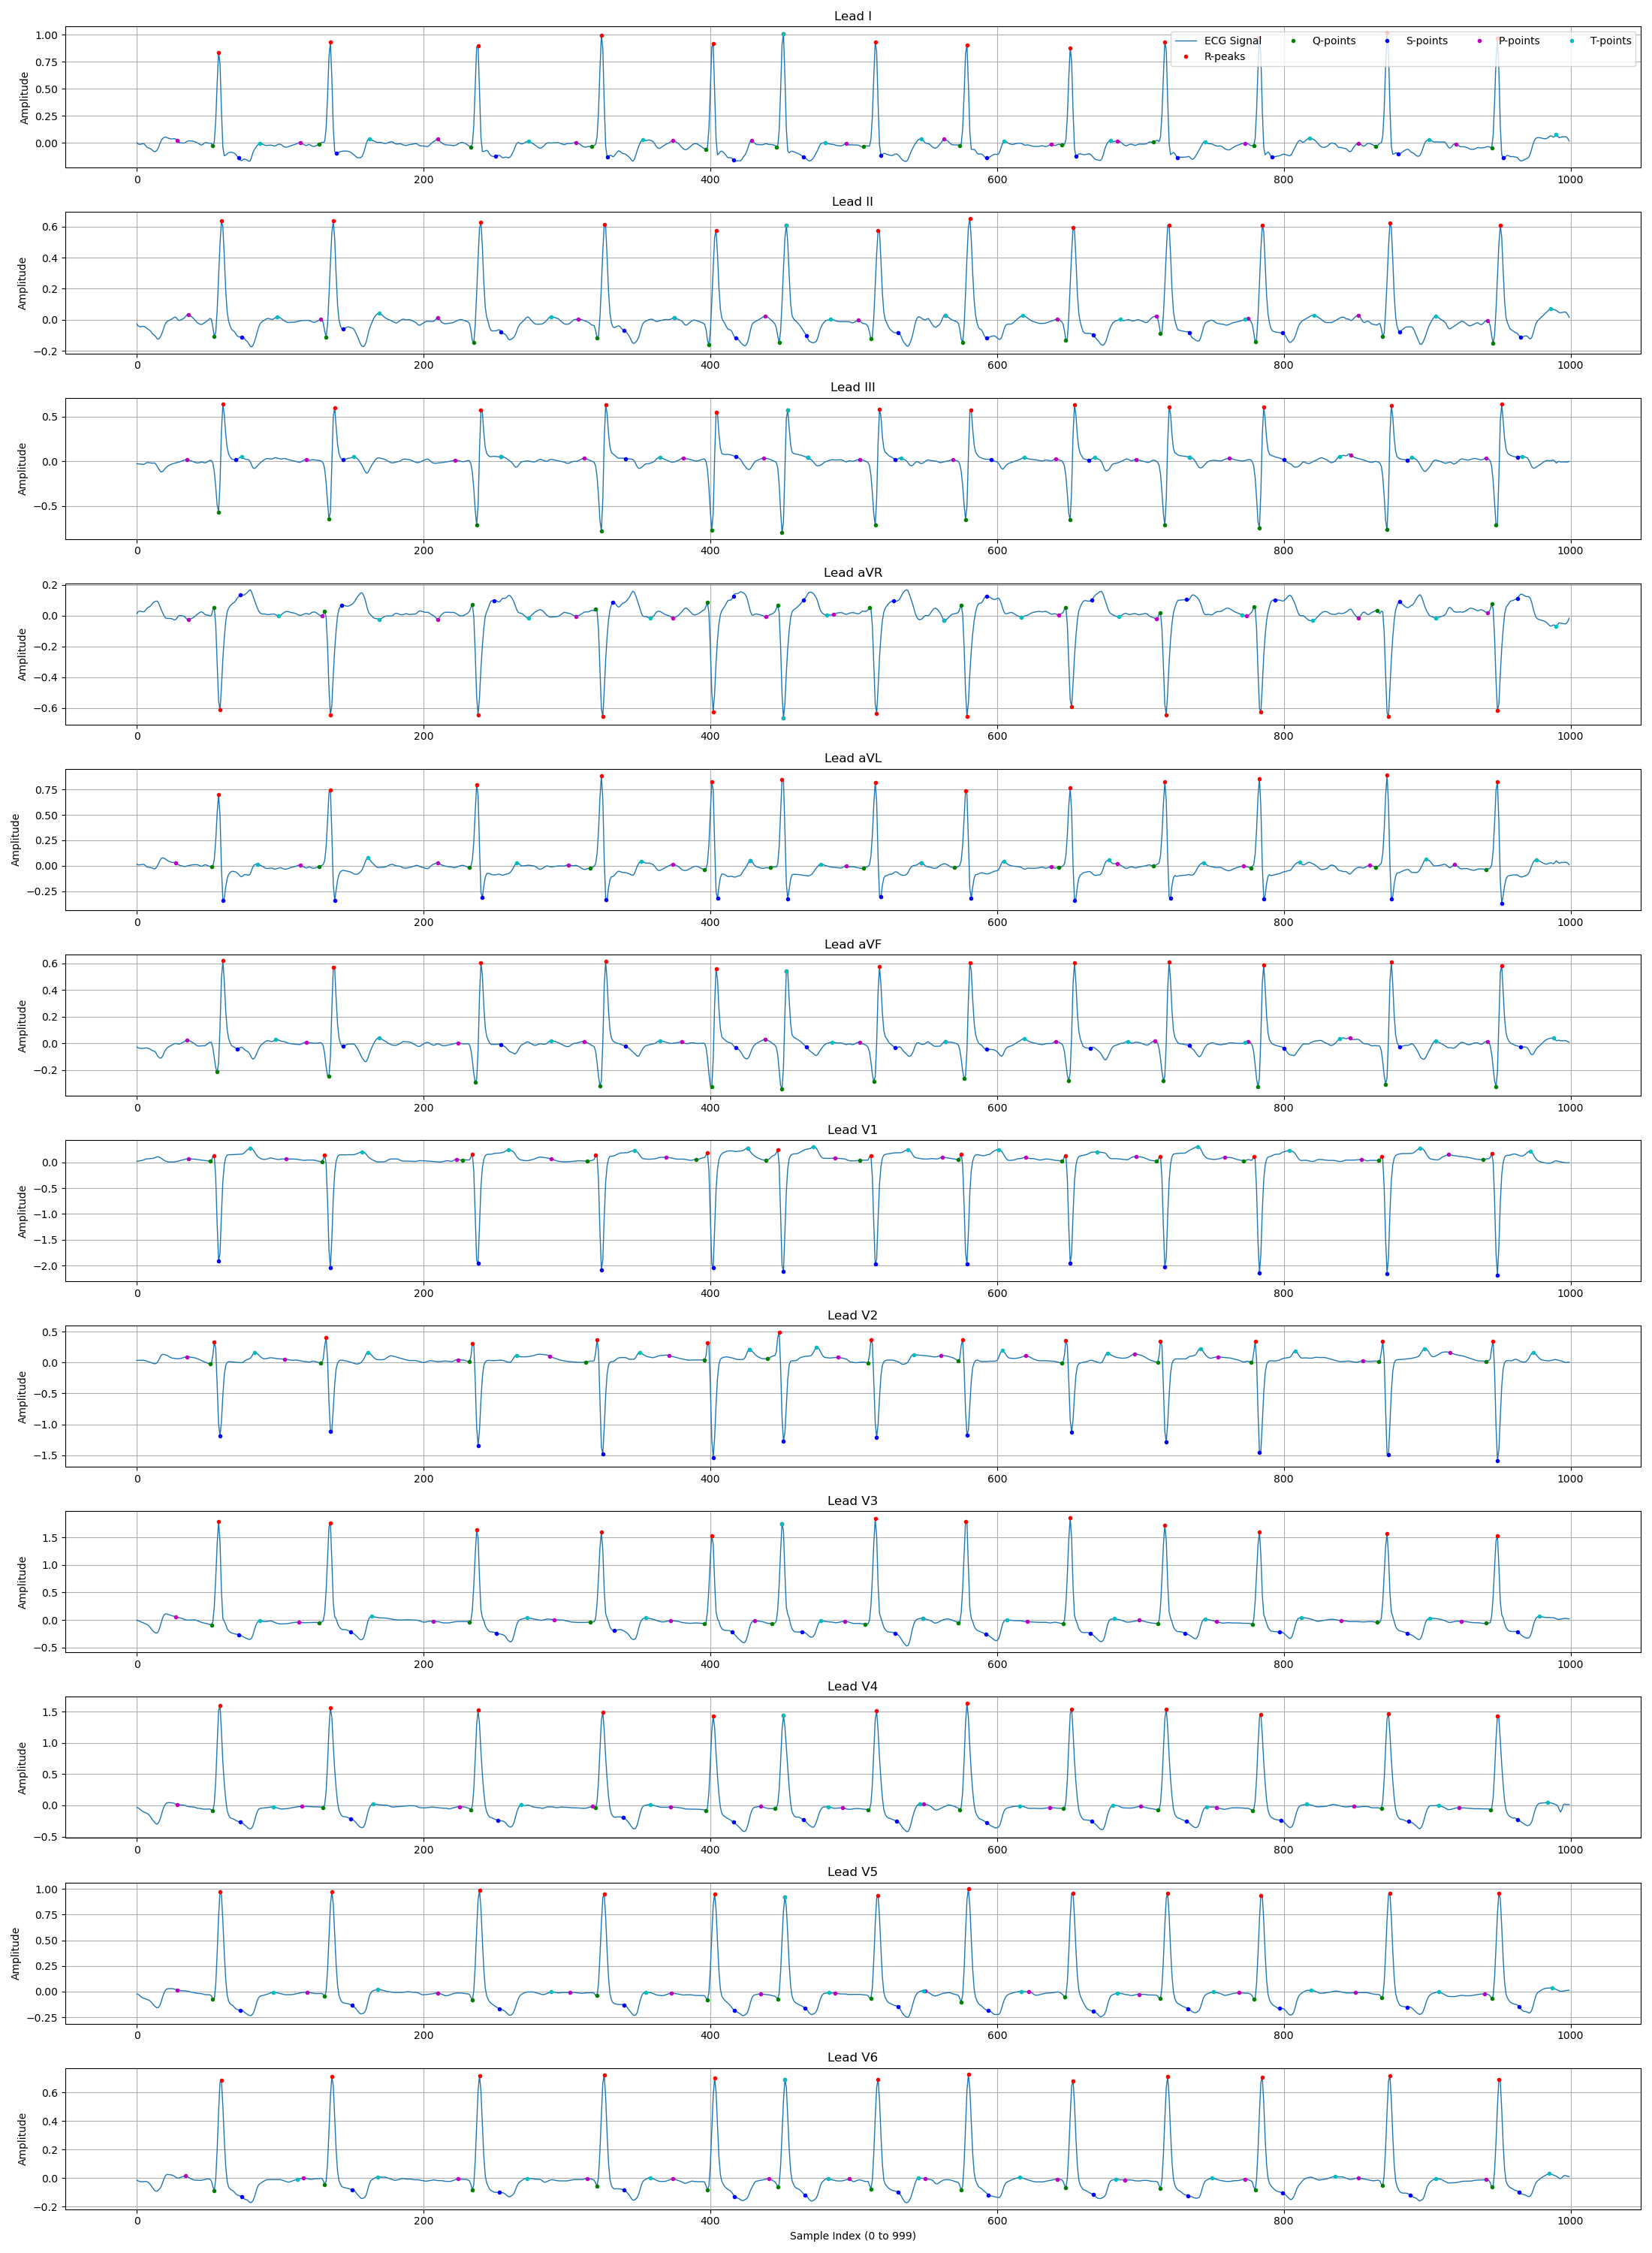 Lead I
1.00
0.75
0.50
0.25
0.00
Amplitude
ECG Signal
R-peaks
Q-points
S-points
P-points
T-points
0 200 400 600 800 1000
Lead II
0.6
0.4
0.2
0.0
−0.2
Amplitude
0 200 400 600 800 1000
Lead III
0.5
0.0
−0.5
Amplitude
0 200 400 600 800 1000
Lead aVR
0.2
0.0
−0.2
−0.4
−0.6
Amplitude
0 200 400 600 800 1000
Lead aVL
0.75
0.50
0.25
0.00
−0.25
Amplitude
0 200 400 600 800 1000
Lead aVF
0.6
0.4
0.2
0.0
−0.2
Amplitude
0 200 400 600 800 1000
Lead V1
0.0
−0.5
−1.0
−1.5
−2.0
Amplitude
0 200 400 600 800 1000
Lead V2
0.5
0.0
−0.5
−1.0
−1.5
Amplitude
0 200 400 600 800 1000
Lead V3
1.5
1.0
0.5
0.0
−0.5
Amplitude
0 200 400 600 800 1000
Lead V4
1.5
1.0
0.5
0.0
−0.5
Amplitude
0 200 400 600 800 1000
Lead V5
1.00
0.75
0.50
0.25
0.00
−0.25
Amplitude
0 200 400 600 800 1000
Lead V6
0.6
0.4
0.2
0.0
−0.2
Amplitude
0 200 400 600 800 1000
Sample Index (0 to 999)